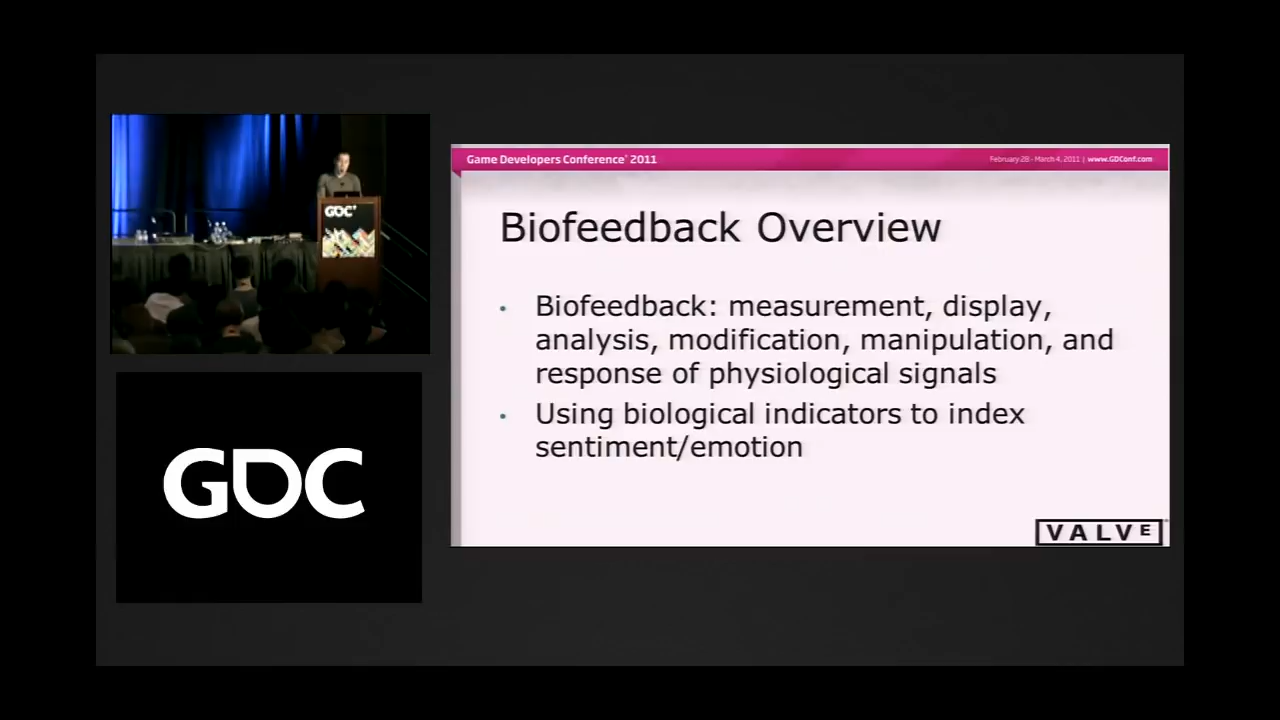 GDC
Game Developers Conference® 2011
February 28 - March 4, 2011 | www.GDConf.com
Biofeedback Overview
• Biofeedback: measurement, display,
analysis, modification, manipulation, and
response of physiological signals
• Using biological indicators to index
sentiment/emotion
VALVE®
GDC